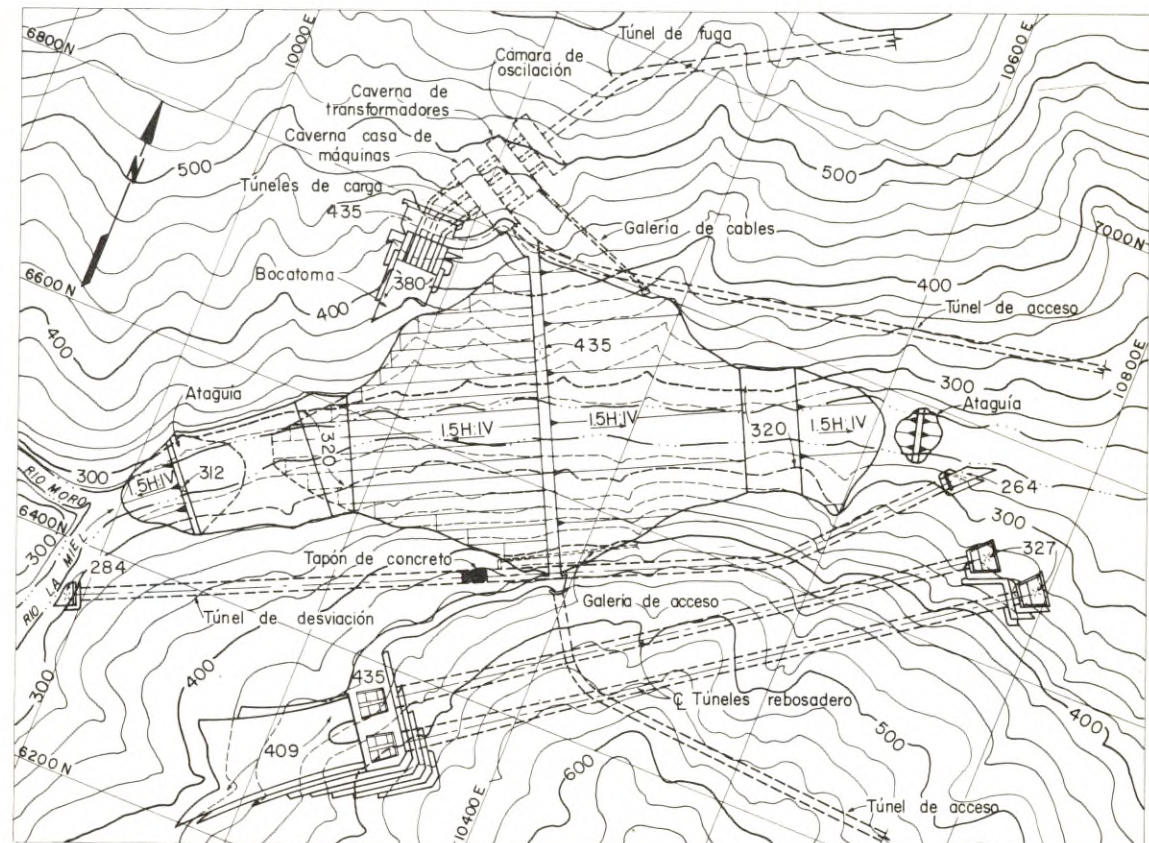 6800 N
10000 E
Túnel de fuga
Cámara de
oscilación
10600 E
Caverna de
transformadores
Caverna casa de
máquinas
500
Túneles de carga
435
500
7000 N
N
Galería de cables
Bocatoma
380
6600 N
400
400
Túnel de acceso
400
435
10800 E
Ataguía
300
Ataguía
1.5H:1V
1.5H:1V
320
1.5H:1V
320
300
312
1.5H:1V
RIO MORO
264
6400 N
300
300
RIO LA MIEL
284
Tapón de concreto
327
Túnel de desviación
Galería de acceso
400
300
435
℄ Túneles rebosadero
400
409
500
6200 N
600
10400 E
Túnel de acceso